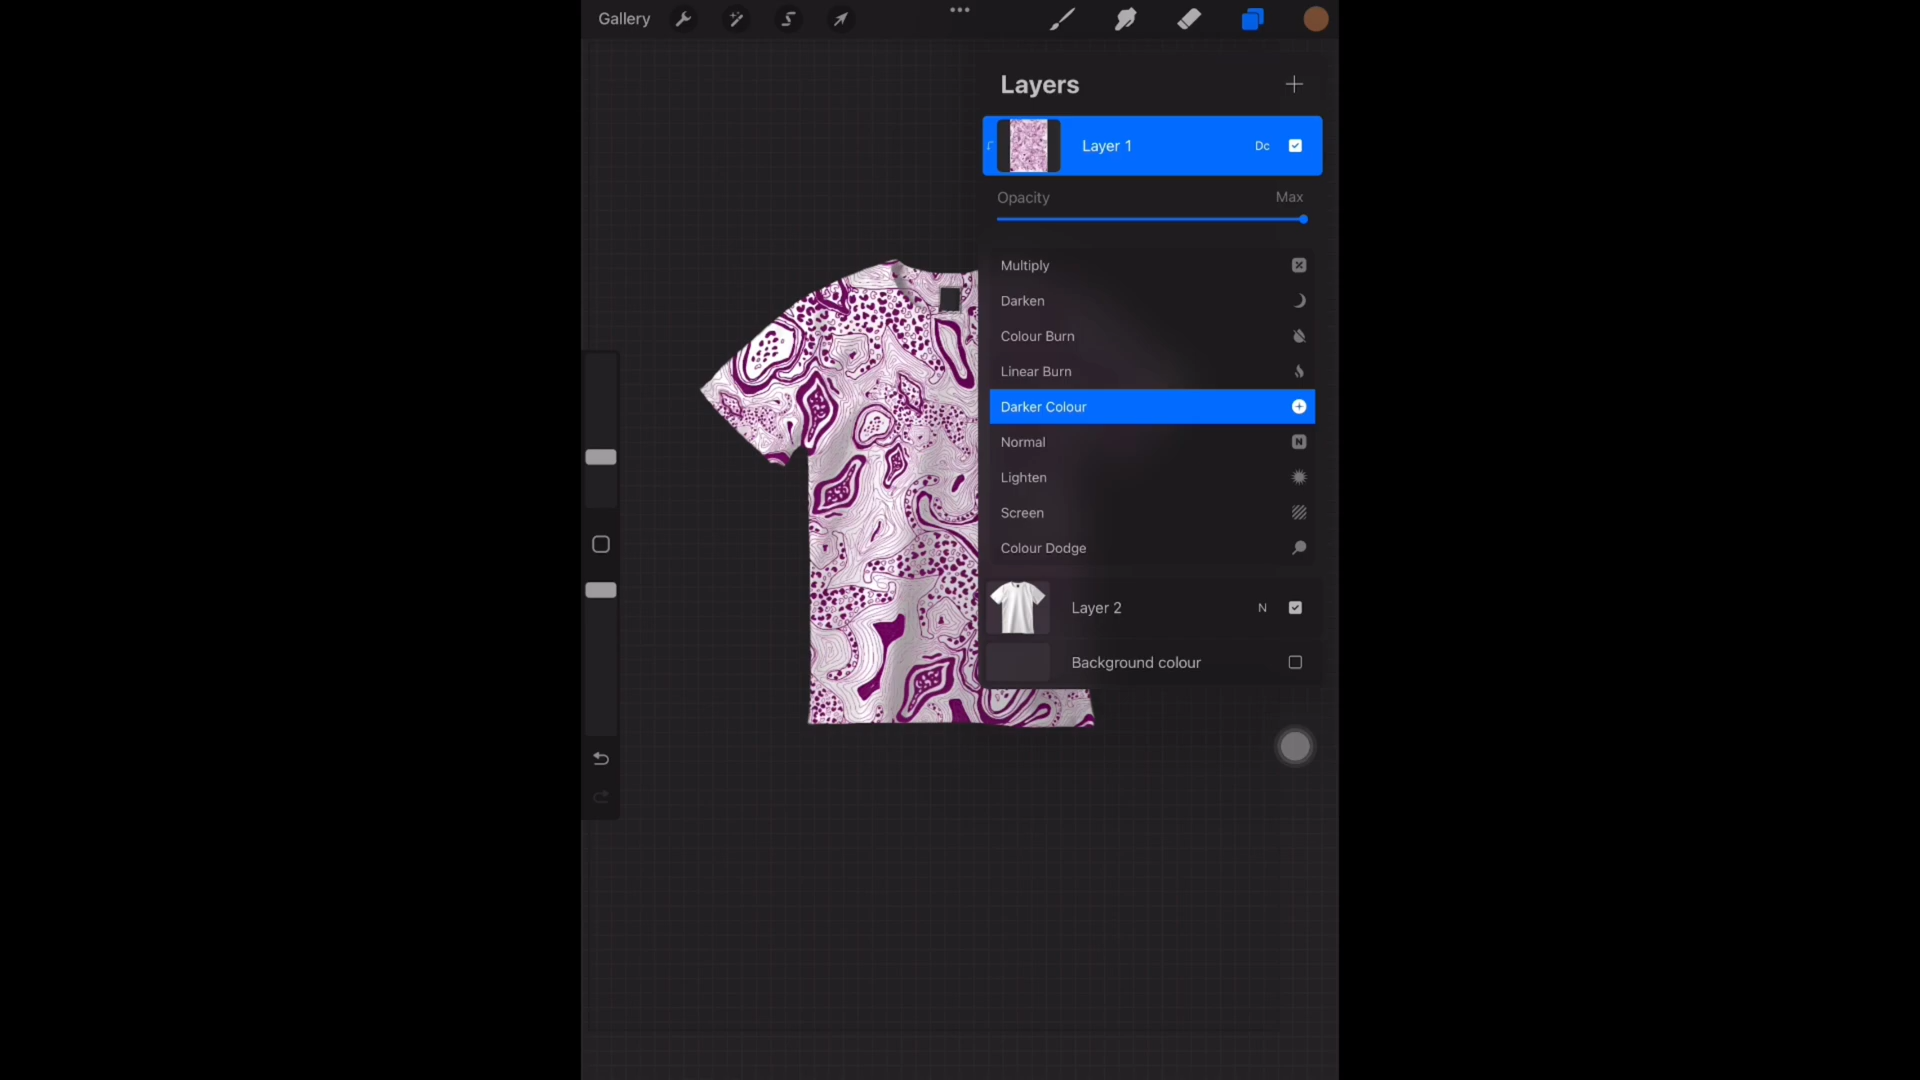 Gallery
Layers
Layer 1 Dc
Opacity Max
Multiply
Darken
Colour Burn
Linear Burn
Darker Colour
Normal N
Lighten
Screen
Colour Dodge
Layer 2 N
Background colour